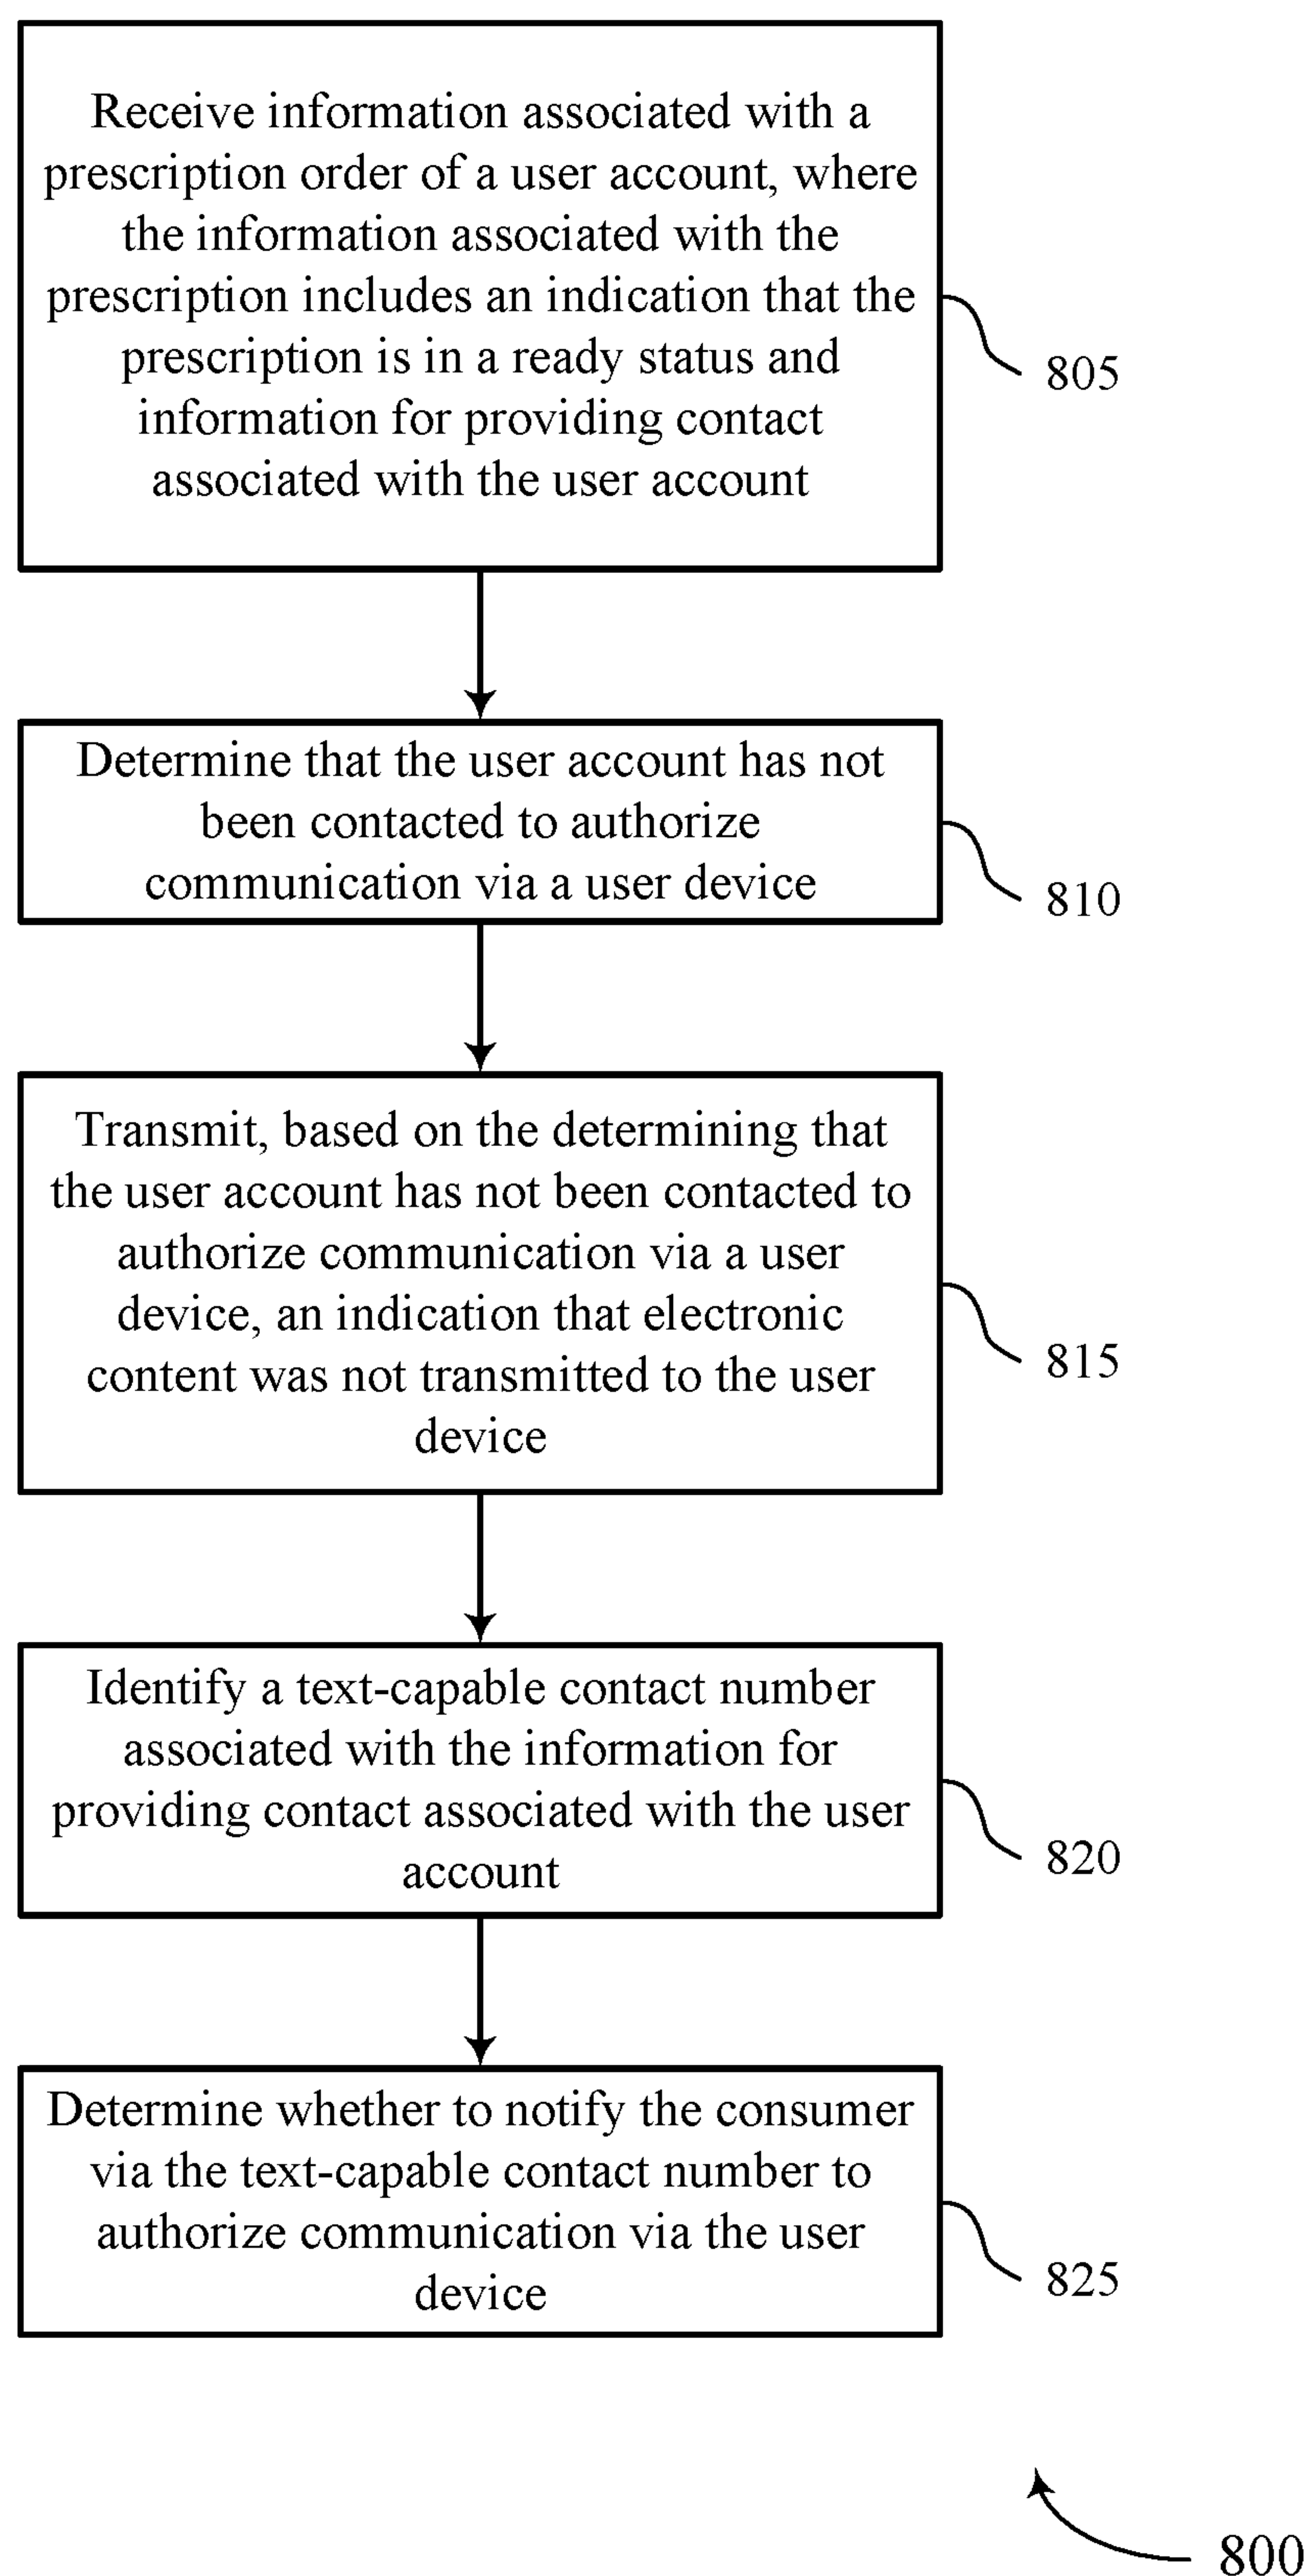 Receive information associated with a
prescription order of a user account, where
the information associated with the
prescription includes an indication that the
prescription is in a ready status and
information for providing contact
associated with the user account
805
Determine that the user account has not
been contacted to authorize
communication via a user device
810
Transmit, based on the determining that
the user account has not been contacted to
authorize communication via a user
device, an indication that electronic
content was not transmitted to the user
device
815
Identify a text-capable contact number
associated with the information for
providing contact associated with the user
account
820
Determine whether to notify the consumer
via the text-capable contact number to
authorize communication via the user
device
825
800